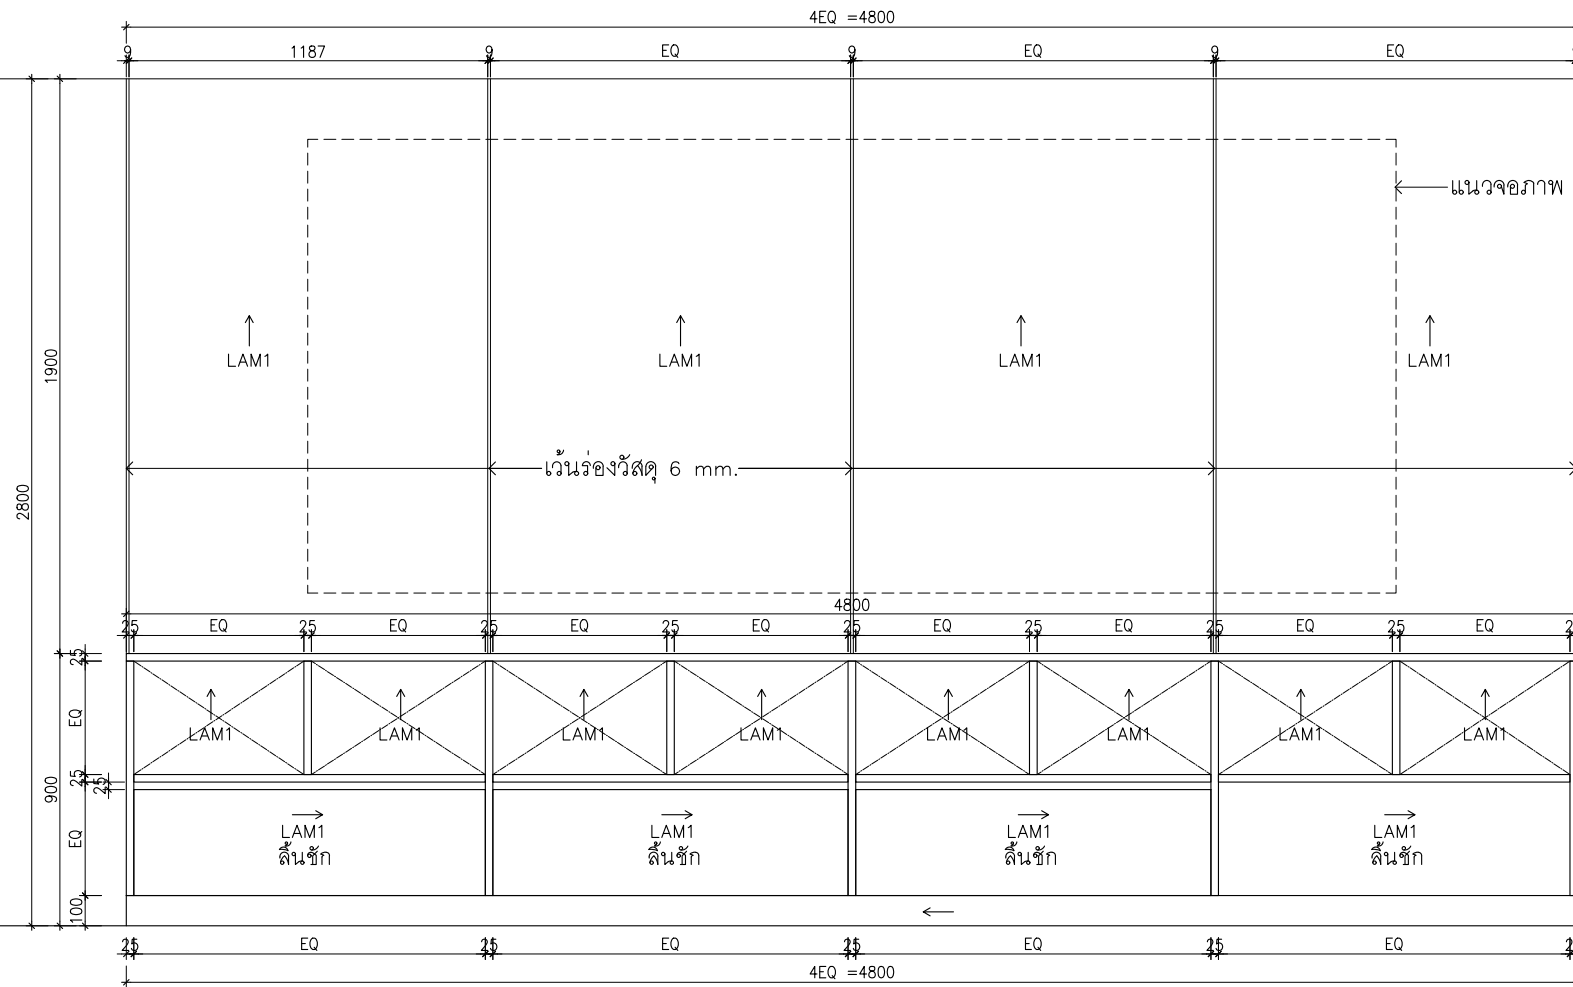 4EQ =4800
9 1187 9 EQ 9 EQ 9 EQ
แนวจอภาพ
LAM1 LAM1 LAM1 LAM1
1900
2800
เว้นร่องวัสดุ 6 mm.
4800
25 EQ 25 EQ 25 EQ 25 EQ 25 EQ 25 EQ 25 EQ 25 EQ
25
EQ
LAM1 LAM1 LAM1 LAM1 LAM1 LAM1 LAM1 LAM1
25
25
900
EQ
LAM1 LAM1 LAM1 LAM1
ลิ้นชัก ลิ้นชัก ลิ้นชัก ลิ้นชัก
100
EQ EQ EQ EQ
4EQ =4800